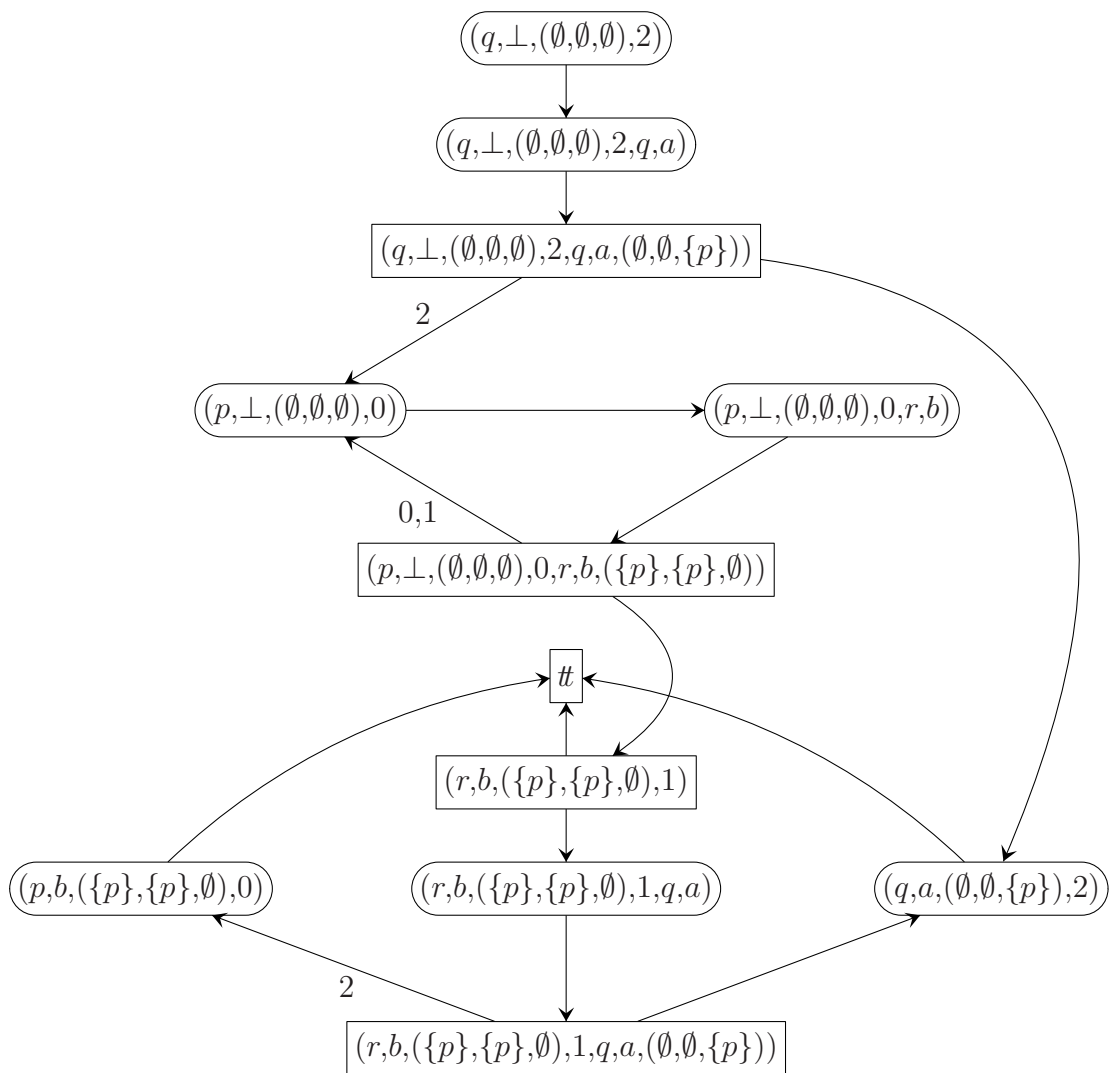 (q,⊥,(∅,∅,∅),2)
(q,⊥,(∅,∅,∅),2,q,a)
(q,⊥,(∅,∅,∅),2,q,a,(∅,∅,{p}))
2
(p,⊥,(∅,∅,∅),0)
(p,⊥,(∅,∅,∅),0,r,b)
0,1
(p,⊥,(∅,∅,∅),0,r,b,({p},{p},∅))
tt
(r,b,({p},{p},∅),1)
(p,b,({p},{p},∅),0)
(r,b,({p},{p},∅),1,q,a)
(q,a,(∅,∅,{p}),2)
2
(r,b,({p},{p},∅),1,q,a,(∅,∅,{p}))